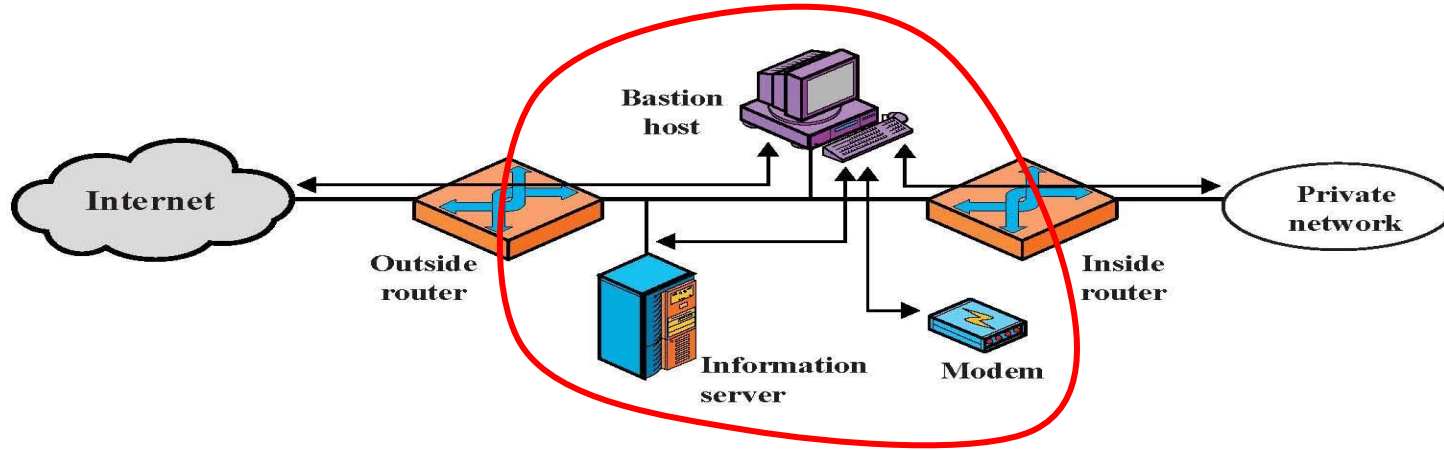 Bastion
host
Internet
Private
network
Outside
router
Inside
router
Information
server
Modem